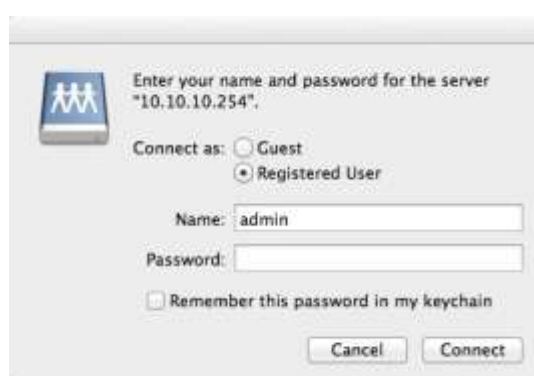 Enter your name and password for the server
"10.10.10.254".
Connect as: Guest
Registered User
Name: admin
Password:
Remember this password in my keychain
Cancel Connect